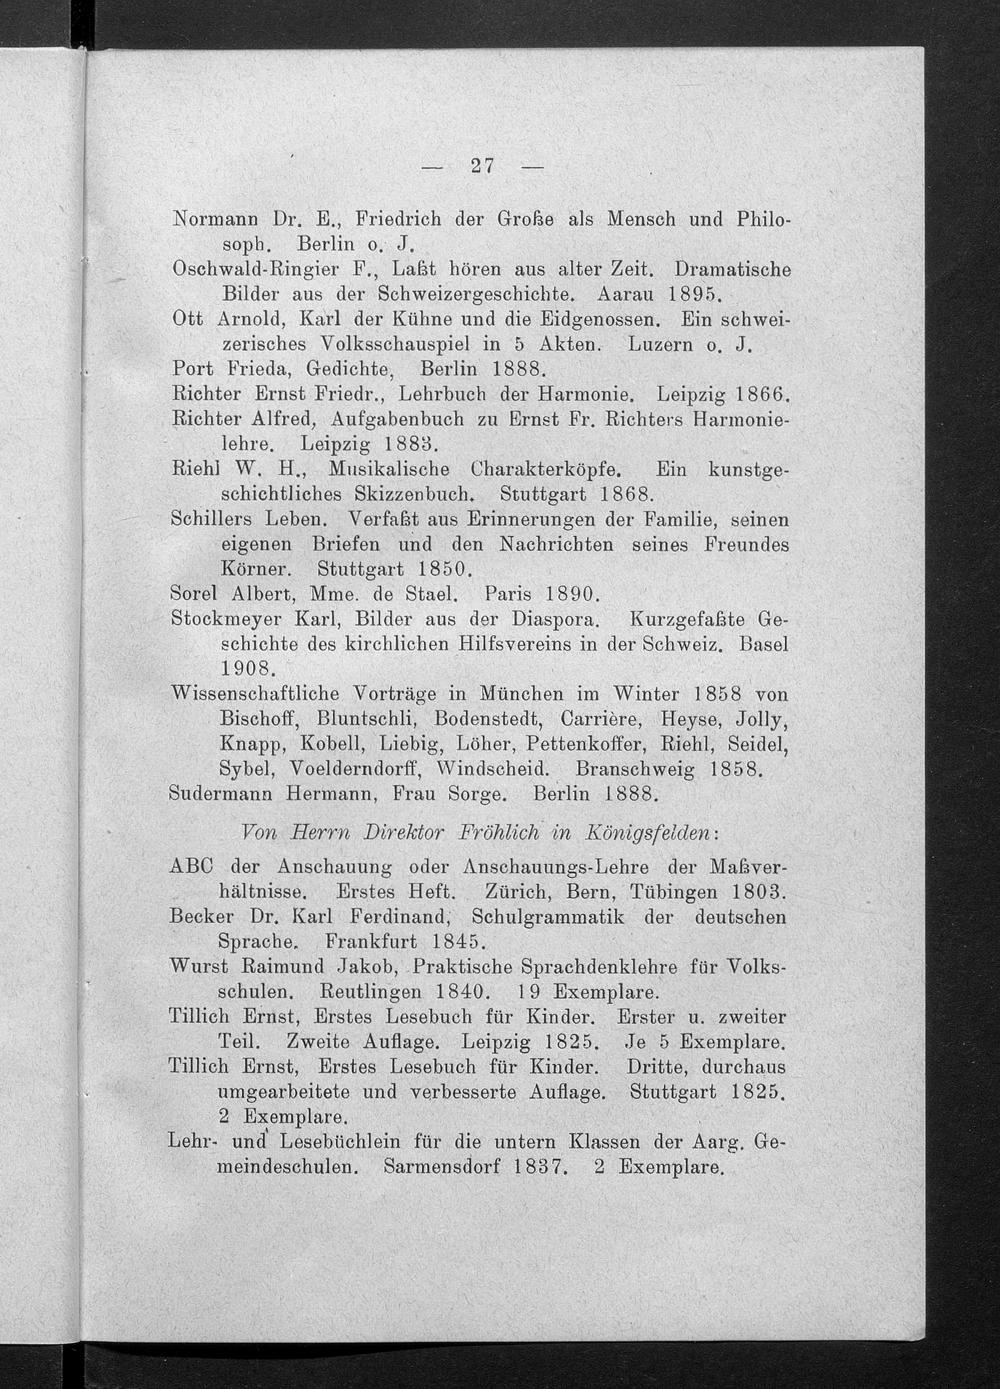 — 27 —
Normann Dr. E., Friedrich der Große als Mensch und Philo-
soph. Berlin o. J.
Oschwald-Ringier F., Laßt hören aus alter Zeit. Dramatische
Bilder aus der Schweizergeschichte. Aarau 1895.
Ott Arnold, Karl der Kühne und die Eidgenossen. Ein schwei-
zerisches Volksschauspiel in 5 Akten. Luzern o. J.
Port Frieda, Gedichte, Berlin 1888.
Richter Ernst Friedr., Lehrbuch der Harmonie. Leipzig 1866.
Richter Alfred, Aufgabenbuch zu Ernst Fr. Richters Harmonie-
lehre. Leipzig 1883.
Riehl W. H., Musikalische Charakterköpfe. Ein kunstge-
schichtliches Skizzenbuch. Stuttgart 1868.
Schillers Leben. Verfaßt aus Erinnerungen der Familie, seinen
eigenen Briefen und den Nachrichten seines Freundes
Körner. Stuttgart 1850.
Sorel Albert, Mme. de Stael. Paris 1890.
Stockmeyer Karl, Bilder aus der Diaspora. Kurzgefaßte Ge-
schichte des kirchlichen Hilfsvereins in der Schweiz. Basel
1908.
Wissenschaftliche Vorträge in München im Winter 1858 von
Bischoff, Bluntschli, Bodenstedt, Carrière, Heyse, Jolly,
Knapp, Kobell, Liebig, Löher, Pettenkoffer, Riehl, Seidel,
Sybel, Voelderndorff, Windscheid. Branschweig 1858.
Sudermann Hermann, Frau Sorge. Berlin 1888.
Von Herrn Direktor Fröhlich in Königsfelden:
ABC der Anschauung oder Anschauungs-Lehre der Maßver-
hältnisse. Erstes Heft. Zürich, Bern, Tübingen 1803.
Becker Dr. Karl Ferdinand, Schulgrammatik der deutschen
Sprache. Frankfurt 1845.
Wurst Raimund Jakob, Praktische Sprachdenklehre für Volks-
schulen. Reutlingen 1840. 19 Exemplare.
Tillich Ernst, Erstes Lesebuch für Kinder. Erster u. zweiter
Teil. Zweite Auflage. Leipzig 1825. Je 5 Exemplare.
Tillich Ernst, Erstes Lesebuch für Kinder. Dritte, durchaus
umgearbeitete und verbesserte Auflage. Stuttgart 1825.
2 Exemplare.
Lehr- und Lesebüchlein für die untern Klassen der Aarg. Ge-
meindeschulen. Sarmensdorf 1837. 2 Exemplare.